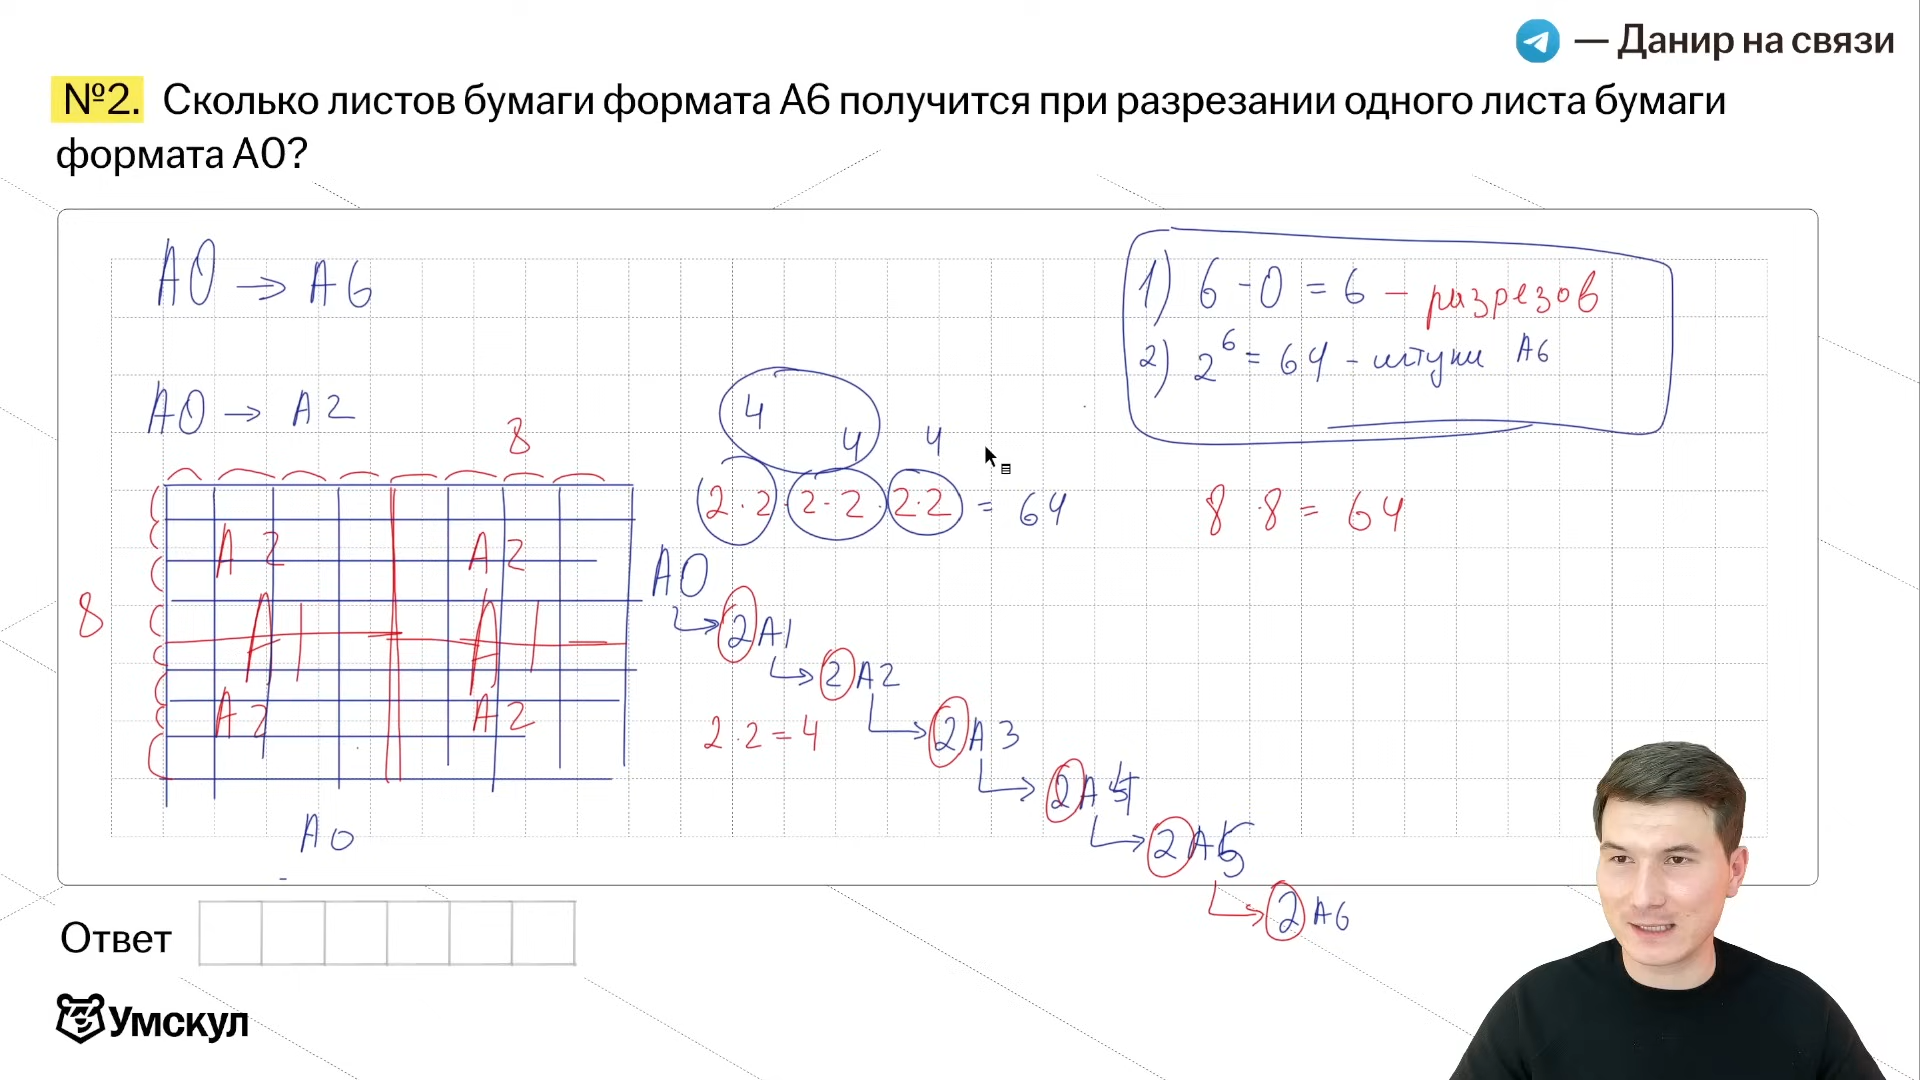 — Данир на связи
№2. Сколько листов бумаги формата А6 получится при разрезании одного листа бумаги
формата А0?
А0 → А6
1) 6 - 0 = 6 - разрезов
2) 2^6 = 64 - штуки А6
А0 → А2
8
4
4
4
2·2·2·2·2·2 = 64
8·8 = 64
8
А2
А2
А1
А1
А2
А2
А0
А0
2А1
2А2
2·2=4
2А3
2А4
2А5
2А6
Ответ
Умскул